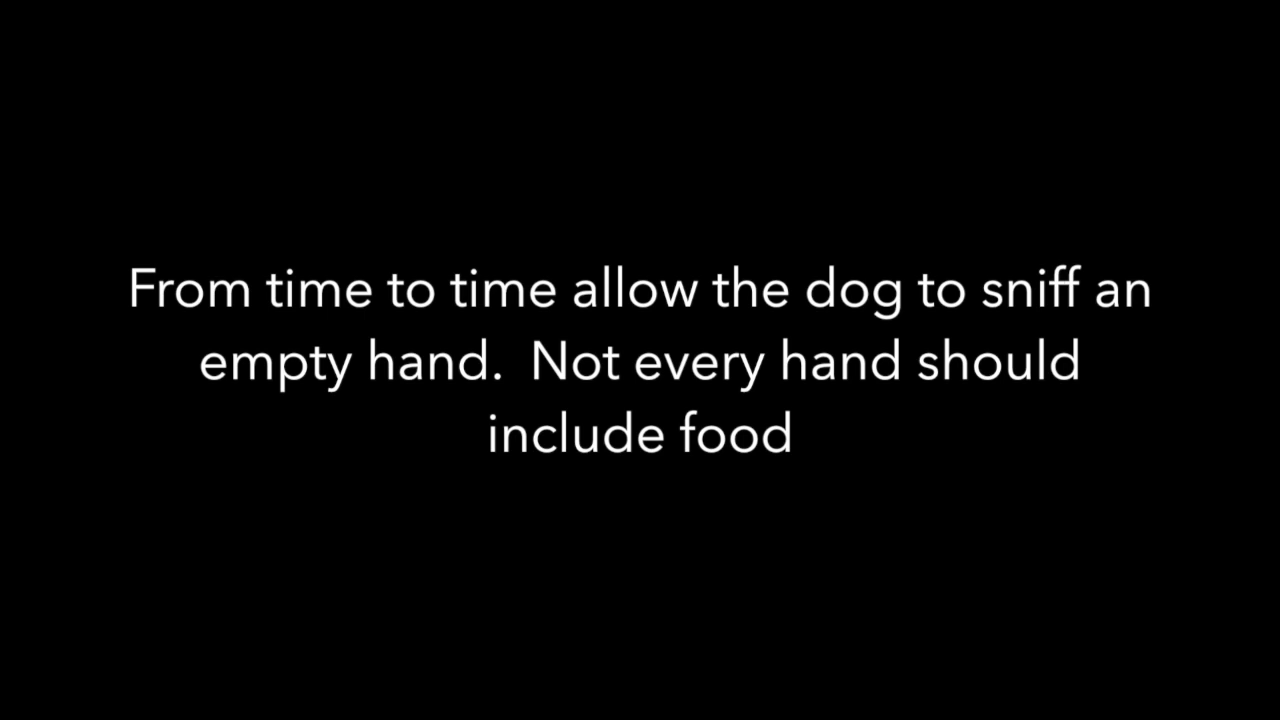 From time to time allow the dog to sniff an
empty hand.  Not every hand should
include food